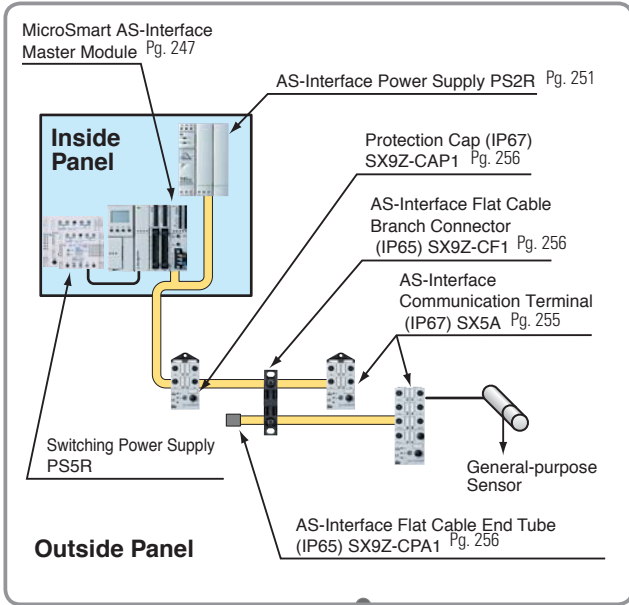 MicroSmart AS-Interface
Master Module Pg. 247
AS-Interface Power Supply PS2R Pg. 251
Inside
Panel
Protection Cap (IP67)
SX9Z-CAP1 Pg. 256
AS-Interface Flat Cable
Branch Connector
(IP65) SX9Z-CF1 Pg. 256
AS-Interface
Communication Terminal
(IP67) SX5A Pg. 255
Switching Power Supply
PS5R
General-purpose
Sensor
AS-Interface Flat Cable End Tube
(IP65) SX9Z-CPA1 Pg. 256
Outside Panel